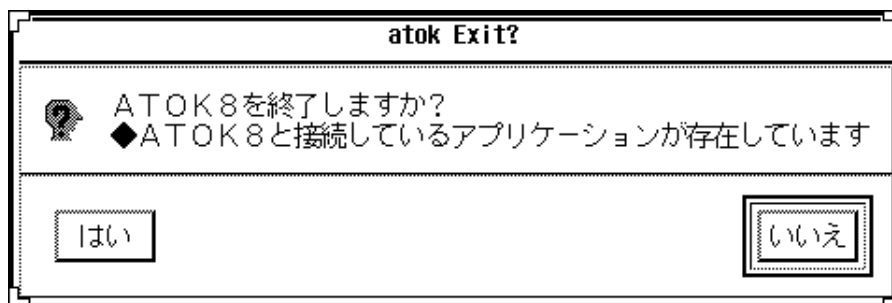 atok Exit?
ＡＴＯＫ８を終了しますか？
◆ＡＴＯＫ８と接続しているアプリケーションが存在しています
はい
いいえ